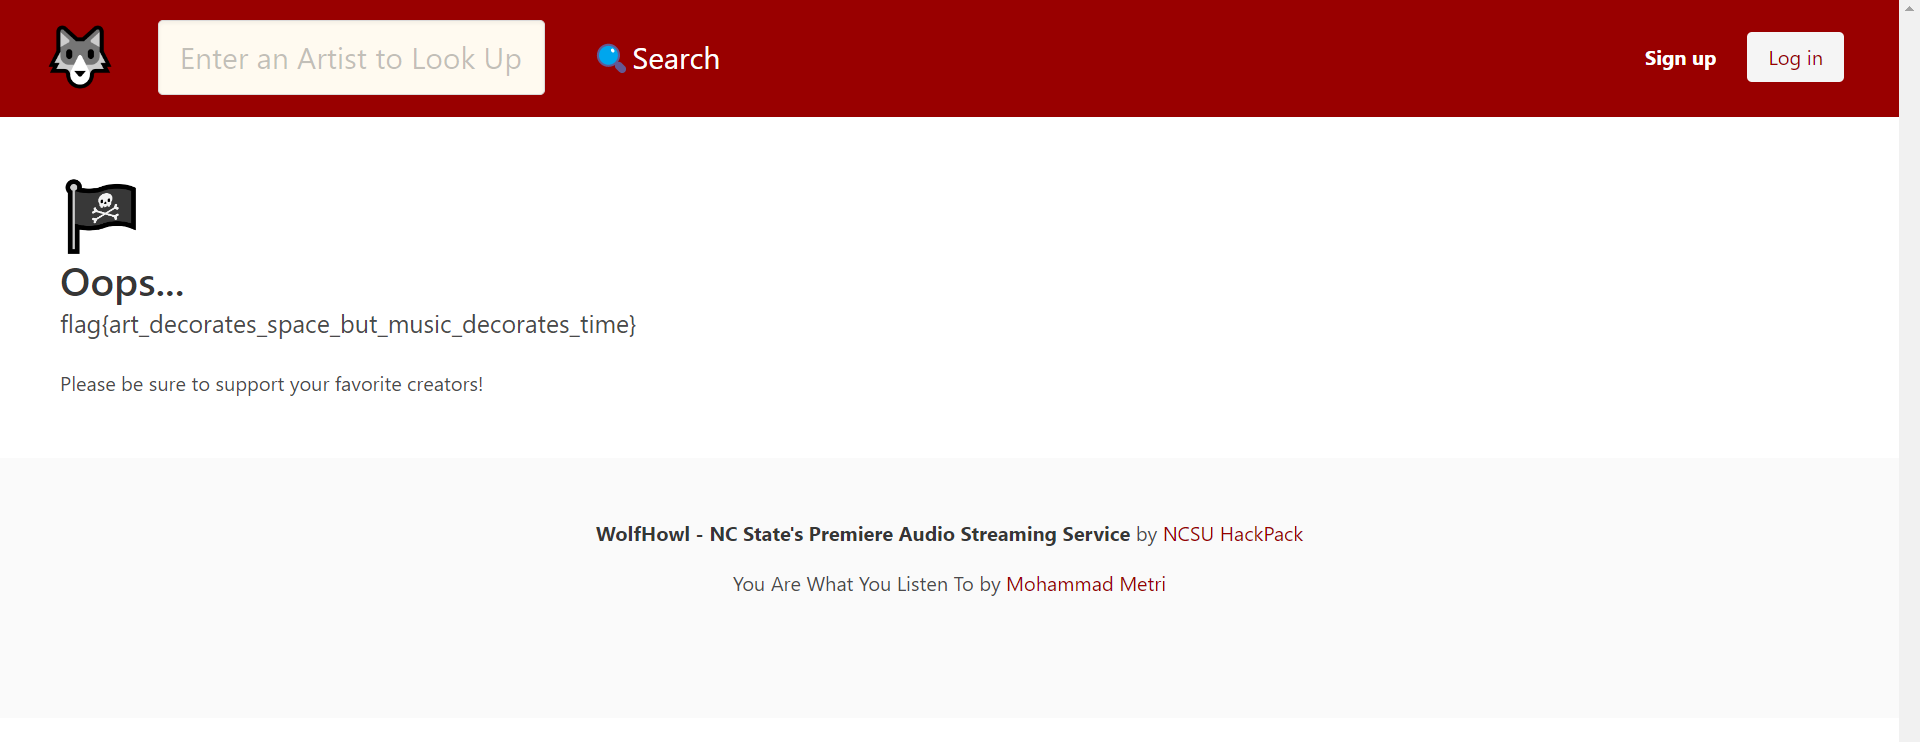 Enter an Artist to Look Up
Search
Sign up
Log in
Oops...
flag{art_decorates_space_but_music_decorates_time}
Please be sure to support your favorite creators!
WolfHowl - NC State's Premiere Audio Streaming Service by NCSU HackPack
You Are What You Listen To by Mohammad Metri